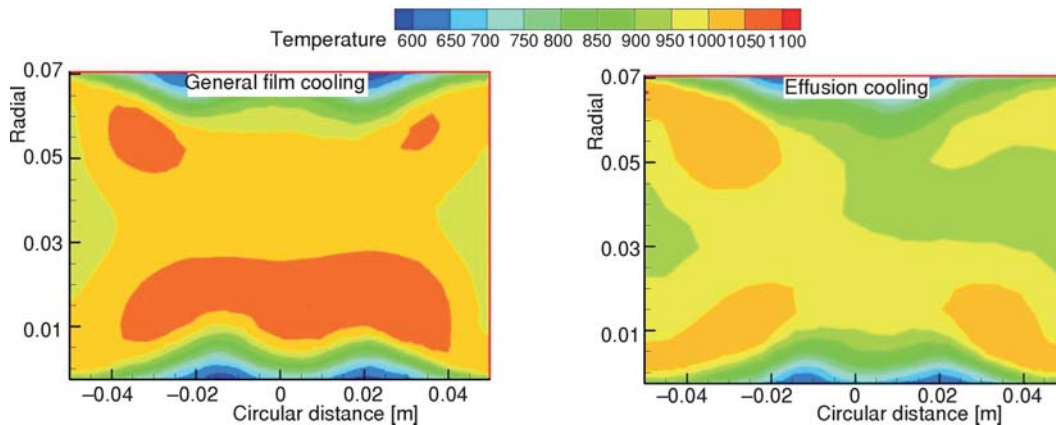 Temperature 600 650 700 750 800 850 900 950 1000 1050 1100
General film cooling
Radial
0.07
0.05
0.03
0.01
−0.04 −0.02 0 0.02 0.04
Circular distance [m]
Effusion cooling
Radial
0.07
0.05
0.03
0.01
−0.04 −0.02 0 0.02 0.04
Circular distance [m]